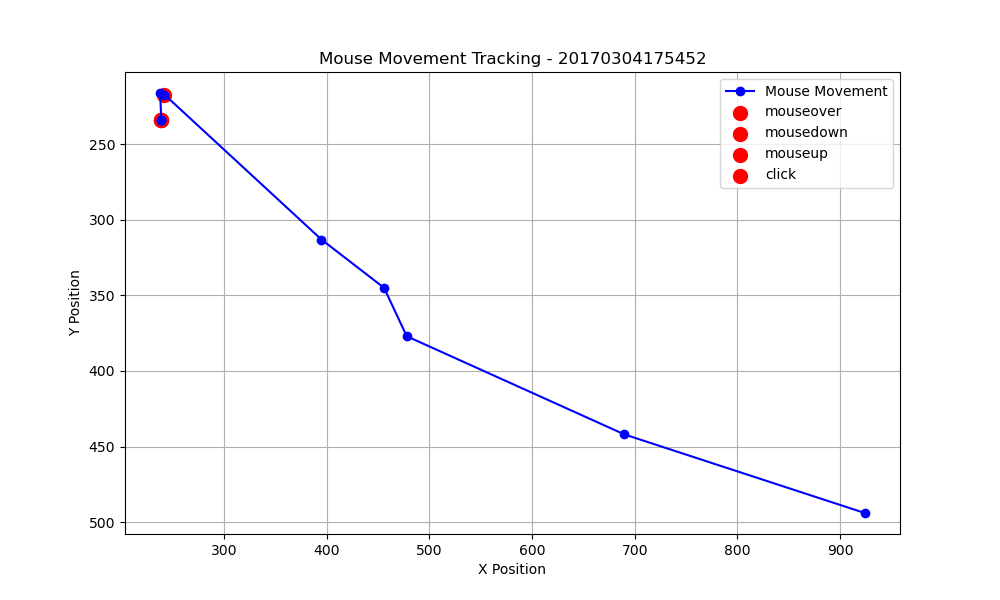 Mouse Movement Tracking - 20170304175452
Mouse Movement
mouseover
mousedown
mouseup
click
Y Position
250
300
350
400
450
500
300
400
500
600
700
800
900
X Position